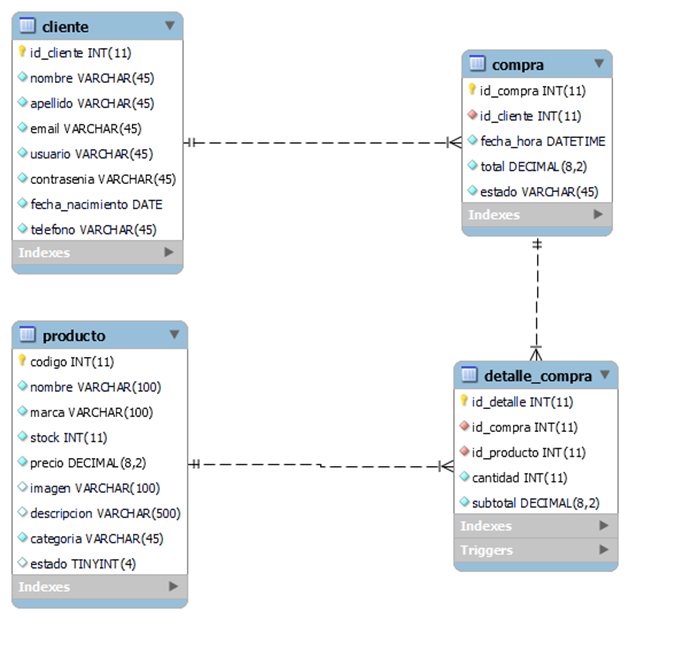 cliente
id_cliente INT(11)
nombre VARCHAR(45)
apellido VARCHAR(45)
email VARCHAR(45)
usuario VARCHAR(45)
contrasenia VARCHAR(45)
fecha_nacimiento DATE
telefono VARCHAR(45)
Indexes
compra
id_compra INT(11)
id_cliente INT(11)
fecha_hora DATETIME
total DECIMAL(8,2)
estado VARCHAR(45)
Indexes
producto
codigo INT(11)
nombre VARCHAR(100)
marca VARCHAR(100)
stock INT(11)
precio DECIMAL(8,2)
imagen VARCHAR(100)
descripcion VARCHAR(500)
categoria VARCHAR(45)
estado TINYINT(4)
Indexes
detalle_compra
id_detalle INT(11)
id_compra INT(11)
id_producto INT(11)
cantidad INT(11)
subtotal DECIMAL(8,2)
Indexes
Triggers